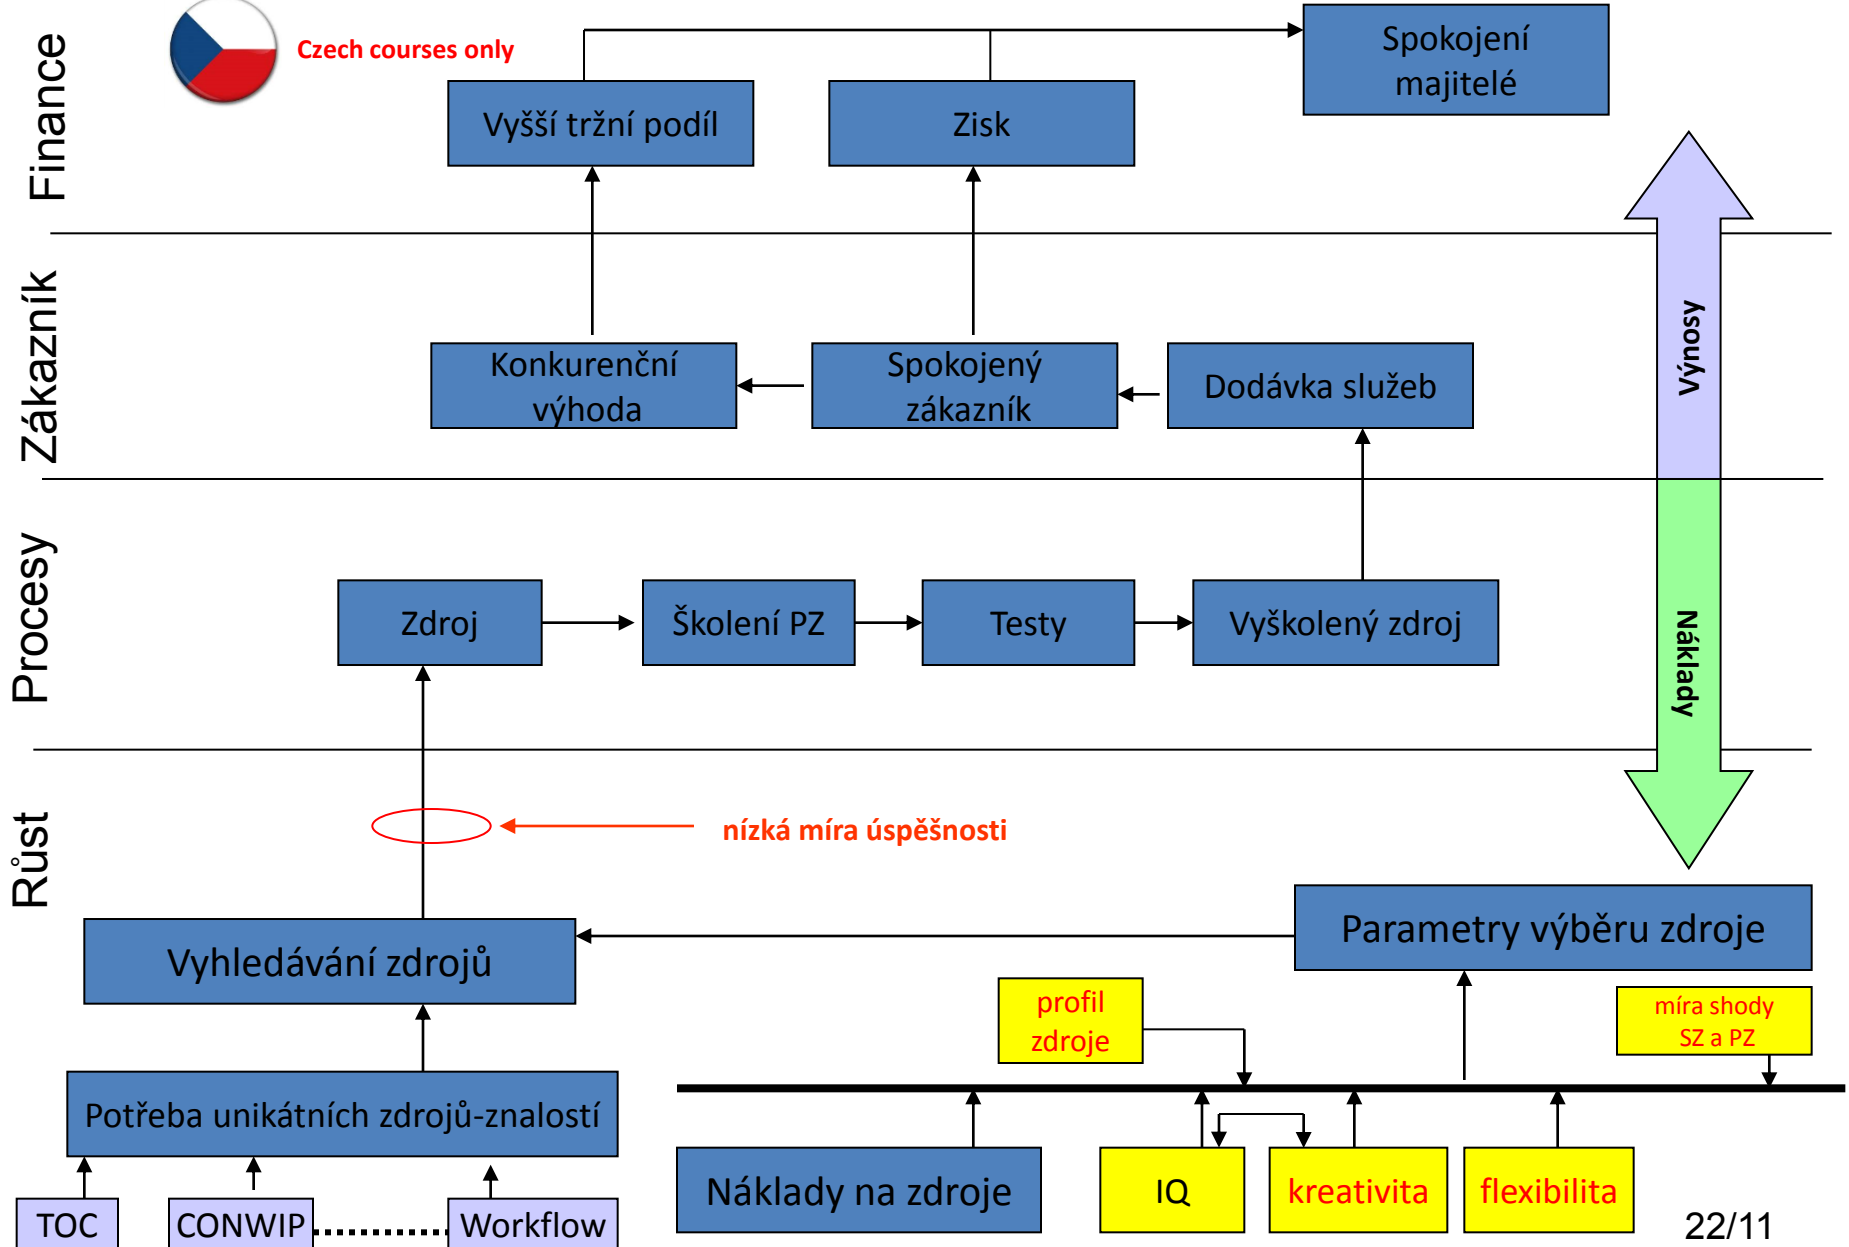 Finance
Czech courses only
Spokojení
majitelé
Vyšší tržní podíl
Zisk
Zákazník
Konkurenční
výhoda
Spokojený
zákazník
Dodávka služeb
Výnosy
Procesy
Zdroj
Školení PZ
Testy
Vyškolený zdroj
Náklady
Růst
nízká míra úspěšnosti
Vyhledávání zdrojů
Parametry výběru zdroje
profil
zdroje
míra shody
SZ a PZ
Potřeba unikátních zdrojů-znalostí
Náklady na zdroje
IQ
kreativita
flexibilita
TOC
CONWIP
Workflow
22/11